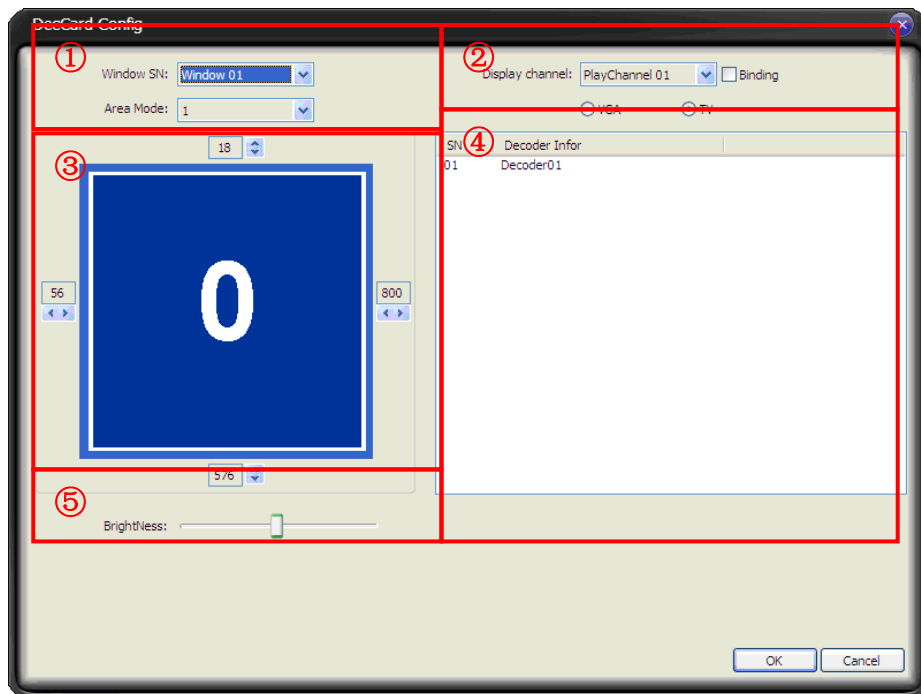 DecCard Config
①
Window SN: Window 01
Area Mode: 1
②
Display channel: PlayChannel 01 Binding
VGA TV
③
18
56
0
800
576
④
SN Decoder Infor
01 Decoder01
⑤
BrightNess:
OK Cancel